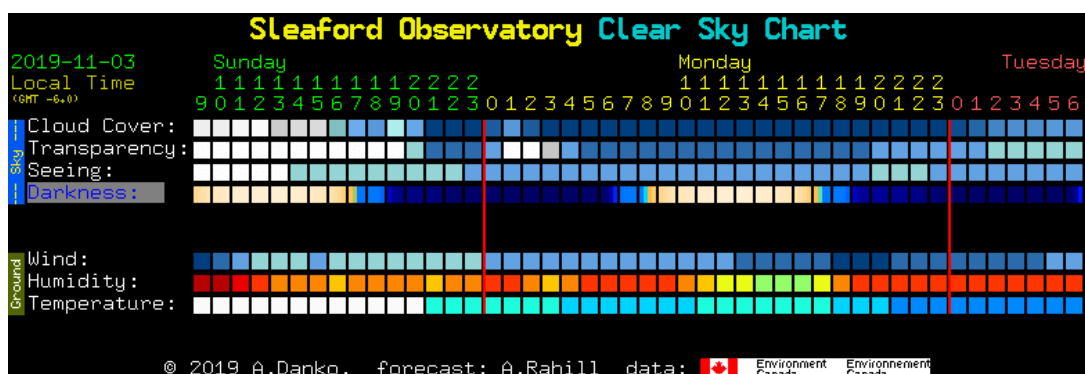 Sleaford Observatory Clear Sky Chart
2019-11-03 Sunday Monday Tuesday
Local Time 1 1 1 1 1 1 1 1 1 1 2 2 2 2 1 1 1 1 1 1 1 1 1 1 2 2 2 2
(GMT -6.0) 9 0 1 2 3 4 5 6 7 8 9 0 1 2 3 0 1 2 3 4 5 6 7 8 9 0 1 2 3 4 5 6 7 8 9 0 1 2 3 0 1 2 3 4 5 6
Sky
Cloud Cover:
Transparency:
Seeing:
Darkness:
Ground
Wind:
Humidity:
Temperature:
© 2019 A.Danko, forecast: A.Rahill data: Environment Environnement
Canada Canada